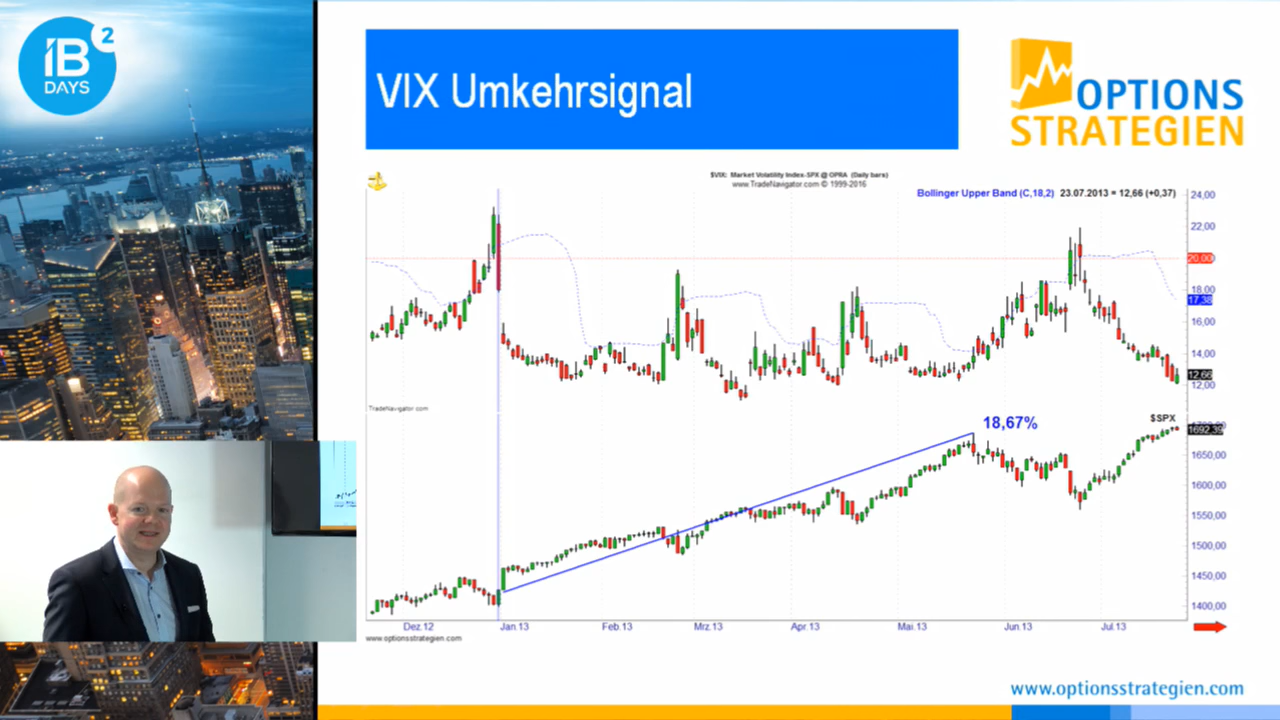 IB 2
DAYS
VIX Umkehrsignal
OPTIONS
STRATEGIEN
$VIX: Market Volatility Index-SPX @ OPRA (Daily bars)
www.TradeNavigator.com © 1999-2016
Bollinger Upper Band (C,18,2) 23.07.2013 = 12,66 (+0,37)
24,00
22,00
20,00
18,00
17,38
16,00
14,00
12,66
12,00
TradeNavigator.com
18,67%
$SPX
1692,39
1650,00
1600,00
1550,00
1500,00
1450,00
1400,00
Dez.12 Jan.13 Feb.13 Mrz.13 Apr.13 Mai.13 Jun.13 Jul.13
www.optionsstrategien.com
www.optionsstrategien.com